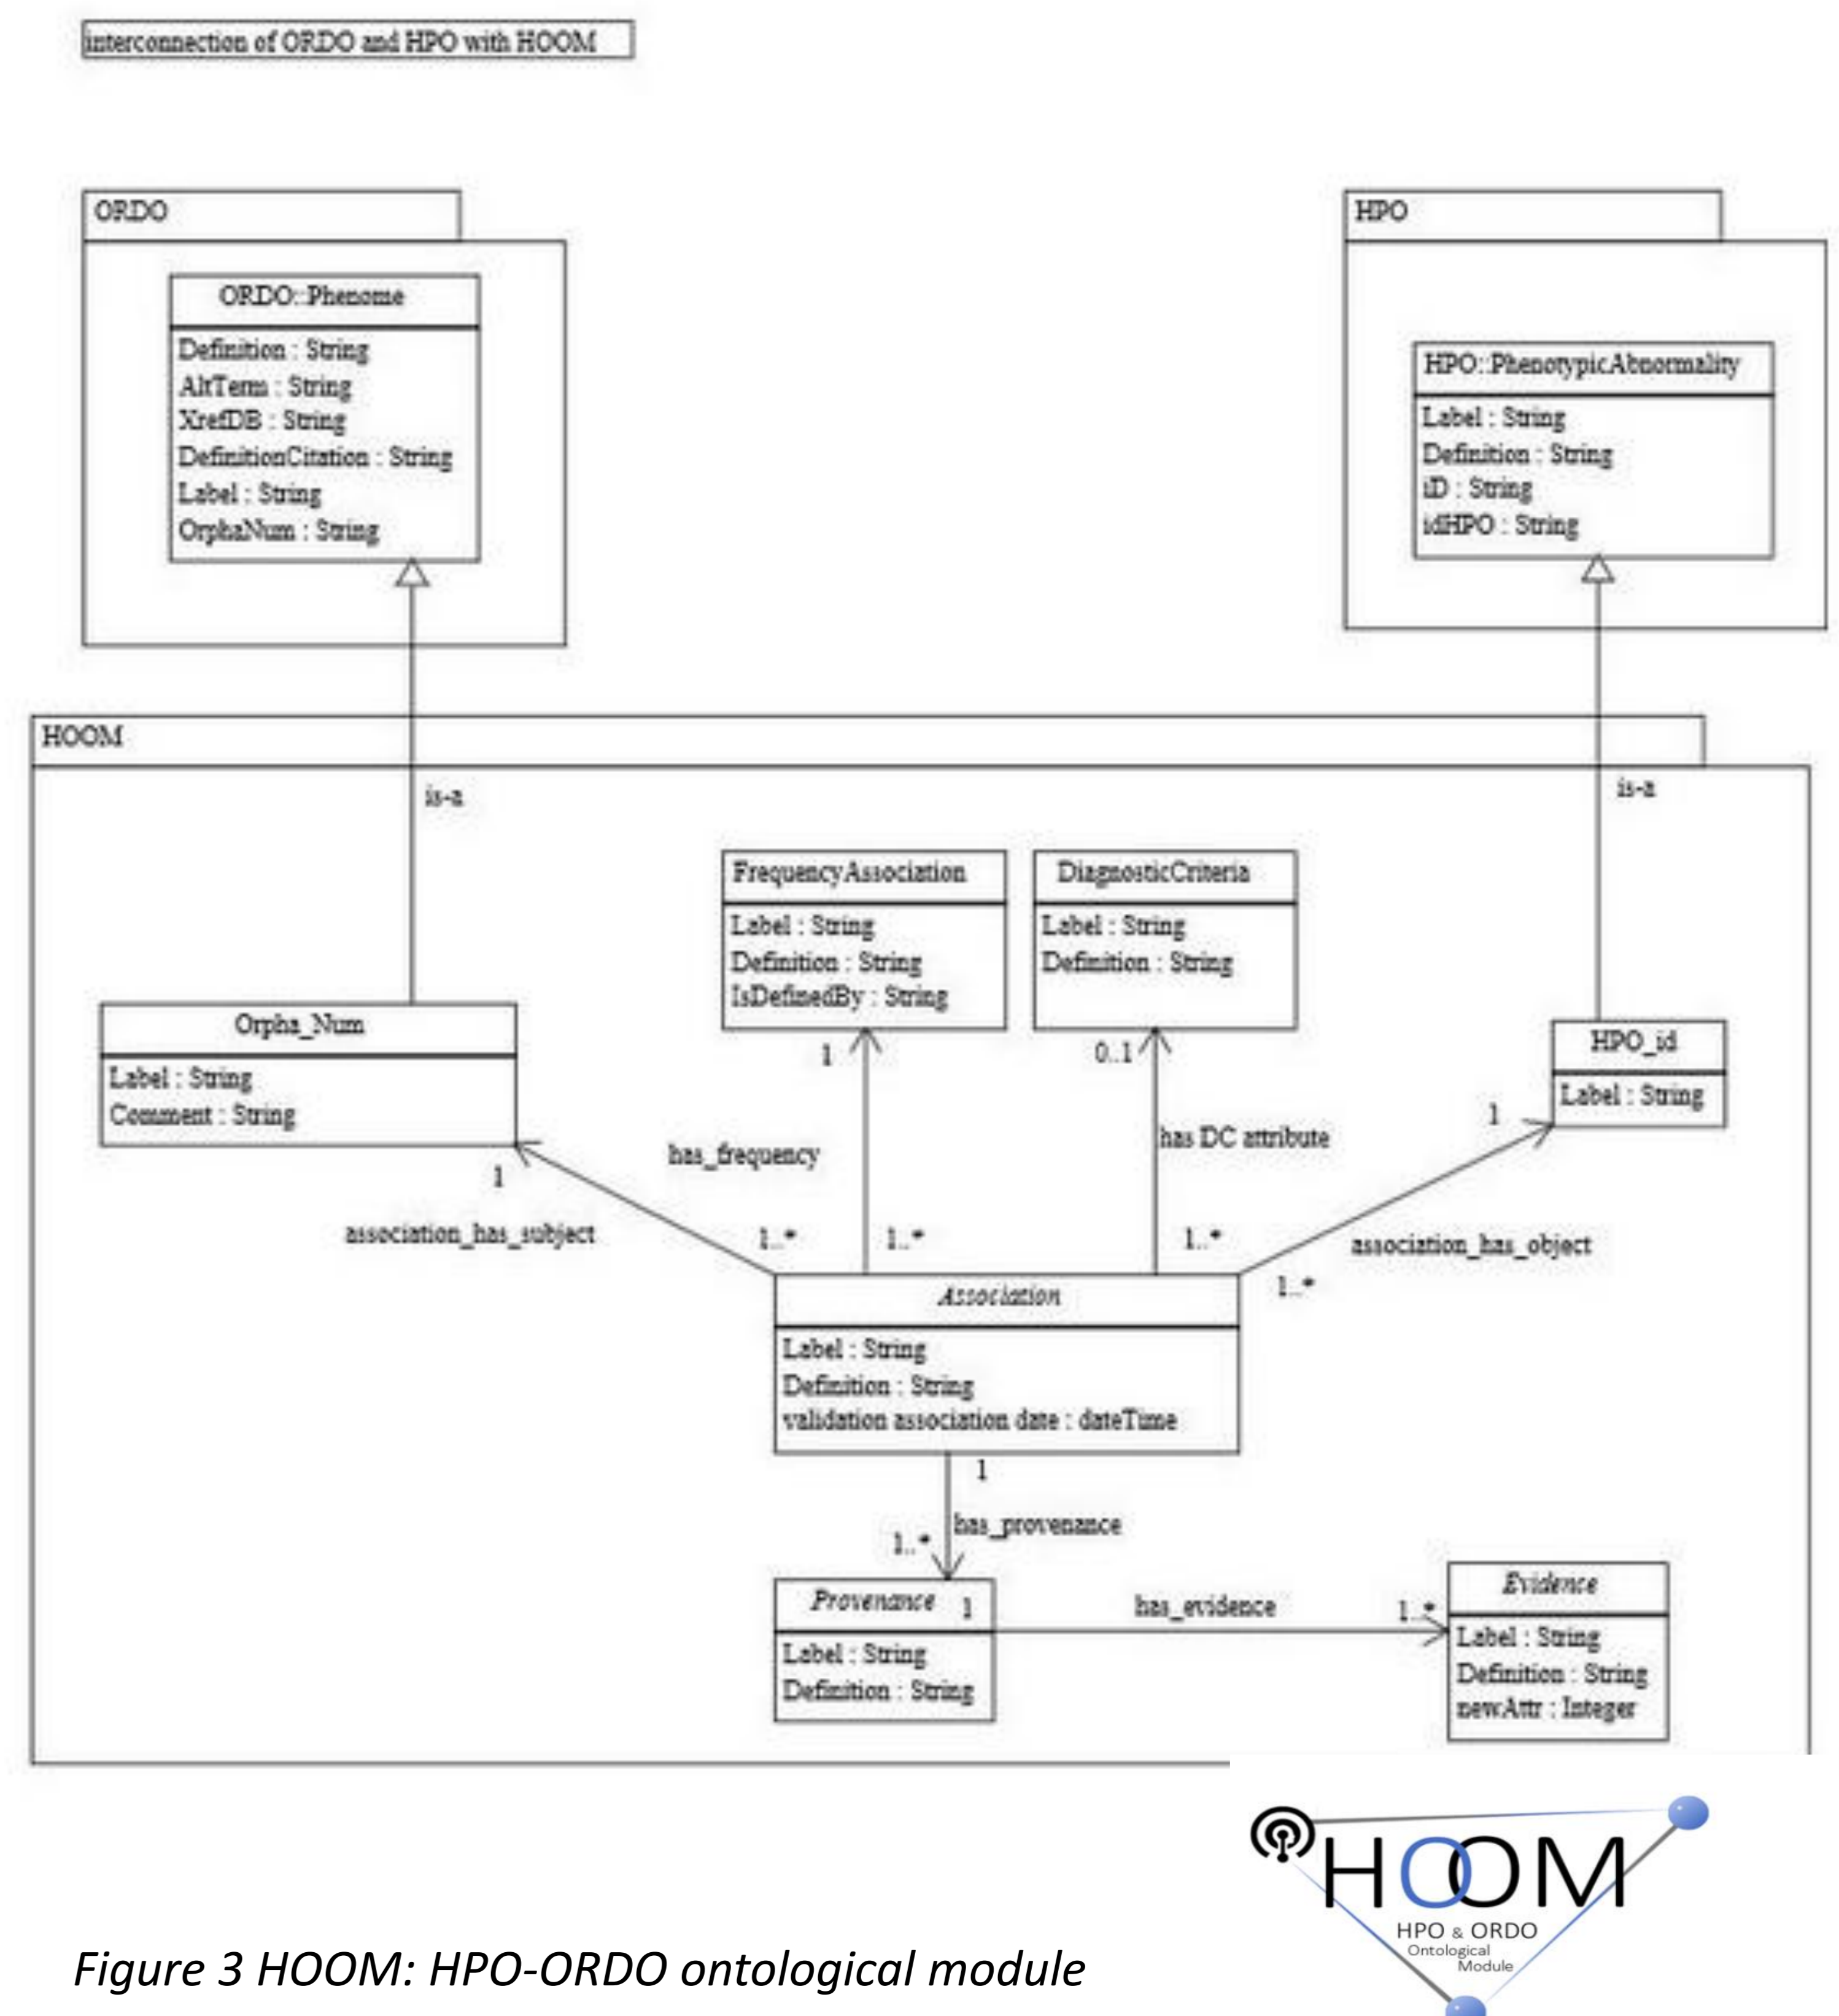 interconnection of ORDO and HPO with HOOM
ORDO
ORDO::Phenome
Definition : String
AltTerm : String
XrefDB : String
DefinitionCitation : String
Label : String
OrphaNum : String
HPO
HPO::PhenotypicAbnormality
Label : String
Definition : String
iD : String
idHPO : String
HOOM
is-a
is-a
FrequencyAssociation
Label : String
Definition : String
IsDefinedBy : String
DiagnosticCriteria
Label : String
Definition : String
Orpha_Num
Label : String
Comment : String
HPO_id
Label : String
1
0..1
1
1
has_frequency
has DC attribute
association_has_subject
1..*
1..*
1..*
association_has_object
1..*
Association
Label : String
Definition : String
validation association date : dateTime
1
has_provenance
1..*
Provenance
1
Label : String
Definition : String
has_evidence
1..*
Evidence
Label : String
Definition : String
newAttr : Integer
HOOM
HPO & ORDO
Ontological
Module
Figure 3 HOOM: HPO-ORDO ontological module